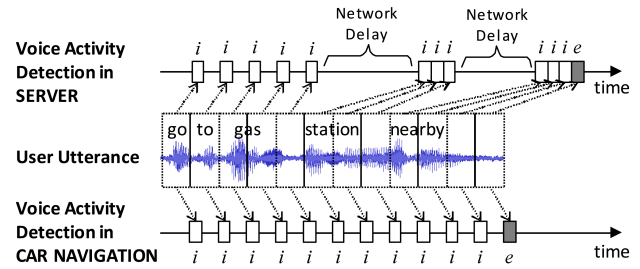 Network Delay
Network Delay
Voice Activity
Detection in
SERVER
i i i i i i i i i i i e
time
User Utterance
go to gas station nearby
Voice Activity
Detection in
CAR NAVIGATION
time
i i i i i i i i i i i e